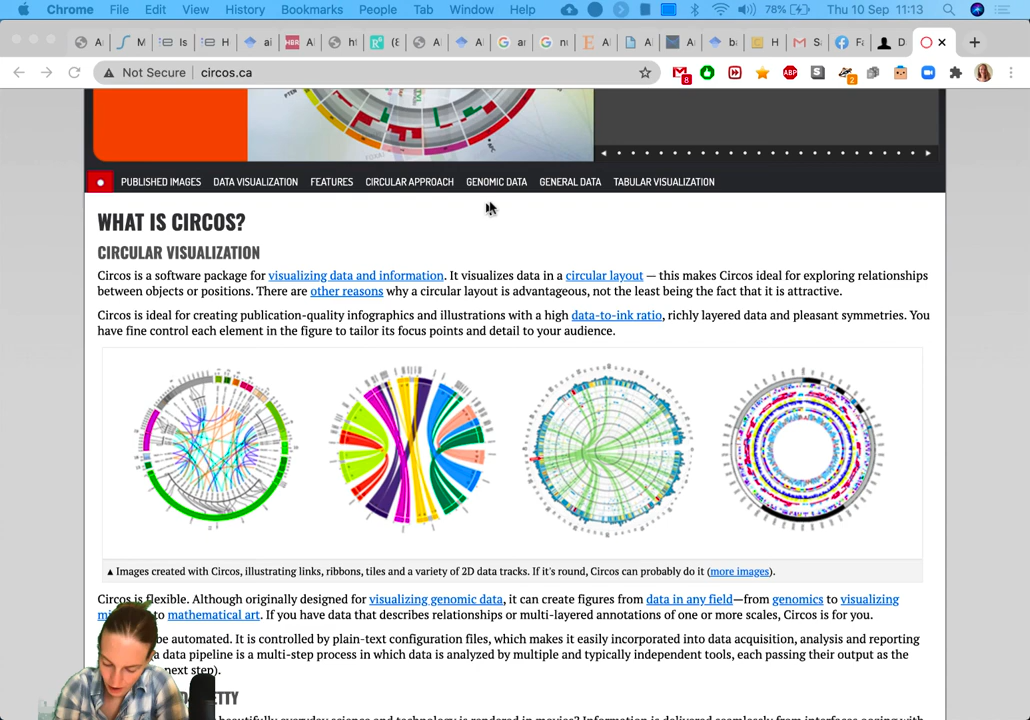 Chrome File Edit View History Bookmarks People Tab Window Help 78% Thu 10 Sep 11:13
Not Secure circos.ca
8 ABP S 2
PUBLISHED IMAGES DATA VISUALIZATION FEATURES CIRCULAR APPROACH GENOMIC DATA GENERAL DATA TABULAR VISUALIZATION
WHAT IS CIRCOS?
CIRCULAR VISUALIZATION
Circos is a software package for visualizing data and information. It visualizes data in a circular layout — this makes Circos ideal for exploring relationships
between objects or positions. There are other reasons why a circular layout is advantageous, not the least being the fact that it is attractive.
Circos is ideal for creating publication-quality infographics and illustrations with a high data-to-ink ratio, richly layered data and pleasant symmetries. You
have fine control each element in the figure to tailor its focus points and detail to your audience.
▲ Images created with Circos, illustrating links, ribbons, tiles and a variety of 2D data tracks. If it's round, Circos can probably do it (more images).
Circos is flexible. Although originally designed for visualizing genomic data, it can create figures from data in any field—from genomics to visualizing
to mathematical art. If you have data that describes relationships or multi-layered annotations of one or more scales, Circos is for you.
be automated. It is controlled by plain-text configuration files, which makes it easily incorporated into data acquisition, analysis and reporting
a data pipeline is a multi-step process in which data is analyzed by multiple and typically independent tools, each passing their output as the
next step).